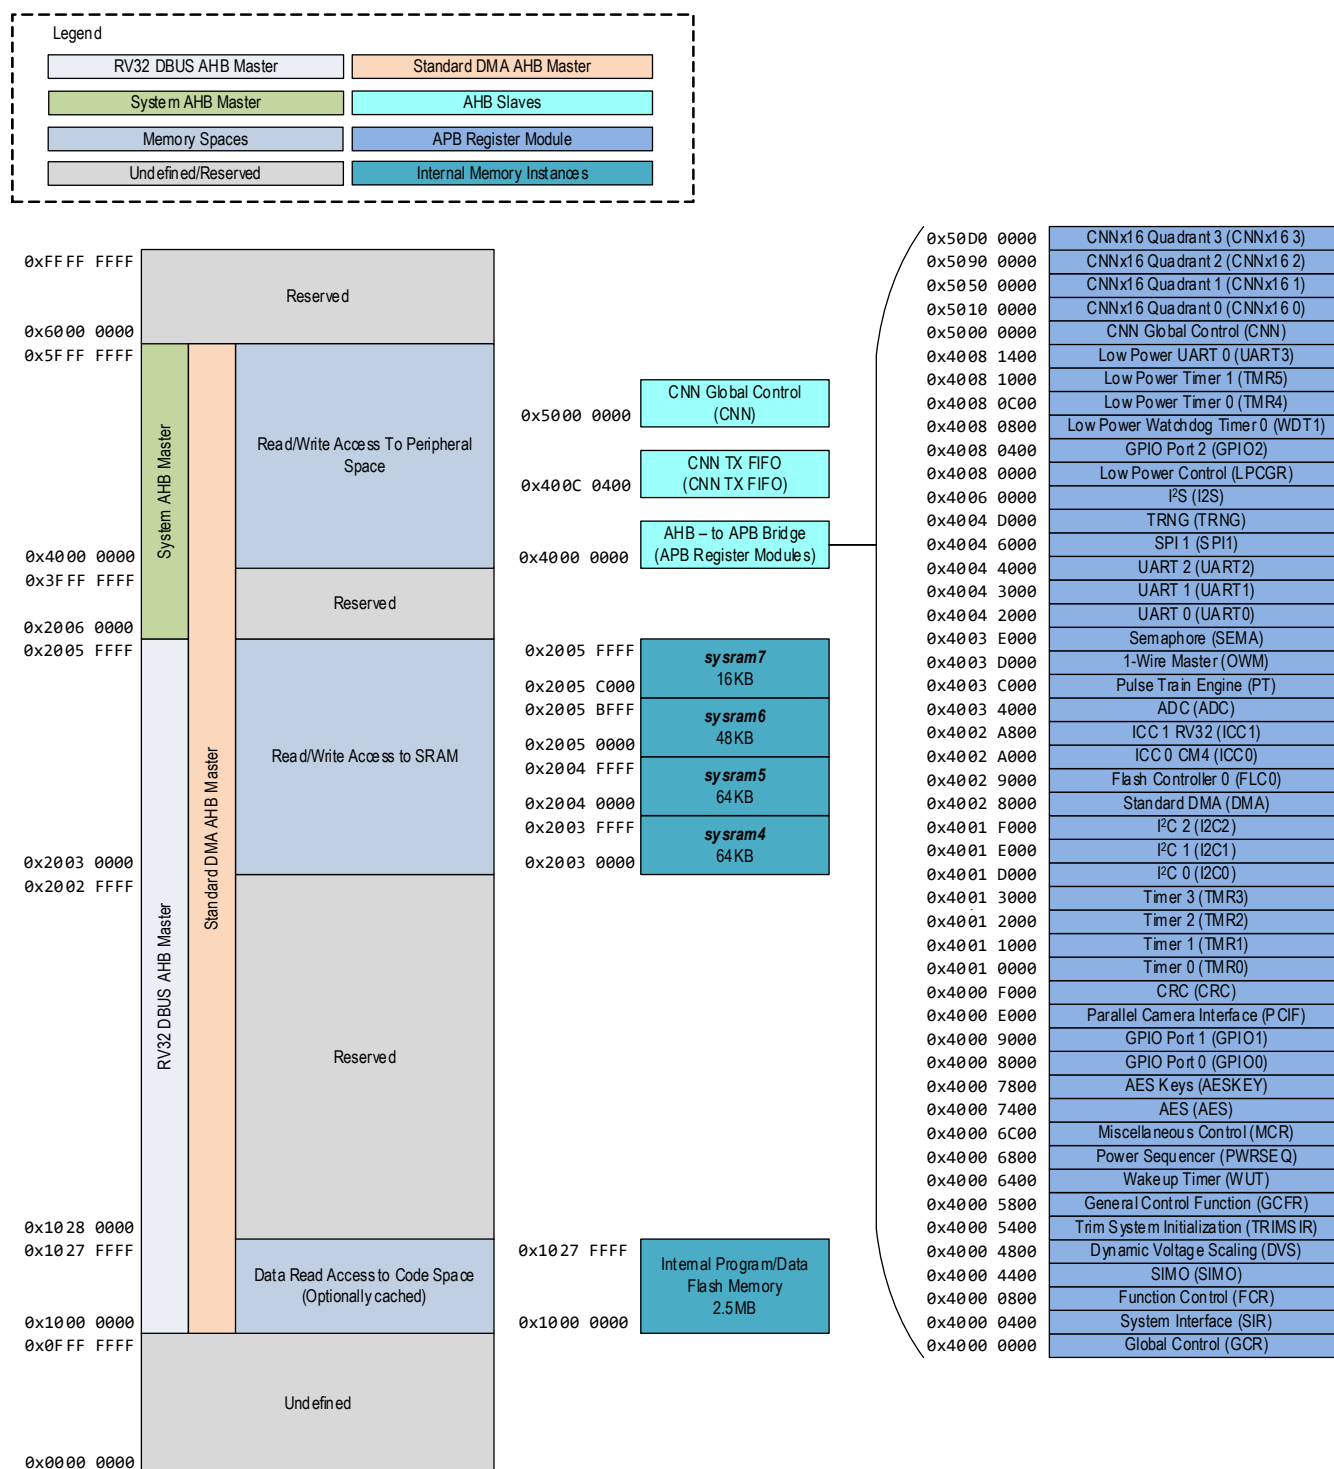 Legend
RV32 DBUS AHB Master
Standard DMA AHB Master
System AHB Master
AHB Slaves
Memory Spaces
APB Register Module
Undefined/Reserved
Internal Memory Instances
0xFFFF FFFF
Reserved
0x6000 0000
0x5FFF FFFF
System AHB Master
Standard DMA AHB Master
Read/Write Access To Peripheral
Space
0x4000 0000
0x3FFF FFFF
Reserved
0x2006 0000
0x2005 FFFF
RV32 DBUS AHB Master
Read/Write Access to SRAM
0x2003 0000
0x2002 FFFF
Reserved
0x1028 0000
0x1027 FFFF
Data Read Access to Code Space
(Optionally cached)
0x1000 0000
0x0FFF FFFF
Undefined
0x0000 0000
0x5000 0000
CNN Global Control
(CNN)
0x400C 0400
CNN TX FIFO
(CNN TX FIFO)
0x4000 0000
AHB – to APB Bridge
(APB Register Modules)
0x2005 FFFF
sysram7
16KB
0x2005 C000
0x2005 BFFF
sysram6
48KB
0x2005 0000
0x2004 FFFF
sysram5
64KB
0x2004 0000
0x2003 FFFF
sysram4
64KB
0x2003 0000
0x1027 FFFF
Internal Program/Data
Flash Memory
2.5MB
0x1000 0000
0x50D0 0000 CNNx16 Quadrant 3 (CNNx16 3)
0x5090 0000 CNNx16 Quadrant 2 (CNNx16 2)
0x5050 0000 CNNx16 Quadrant 1 (CNNx16 1)
0x5010 0000 CNNx16 Quadrant 0 (CNNx16 0)
0x5000 0000 CNN Global Control (CNN)
0x4008 1400 Low Power UART 0 (UART3)
0x4008 1000 Low Power Timer 1 (TMR5)
0x4008 0C00 Low Power Timer 0 (TMR4)
0x4008 0800 Low Power Watchdog Timer 0 (WDT1)
0x4008 0400 GPIO Port 2 (GPIO2)
0x4008 0000 Low Power Control (LPCGR)
0x4006 0000 I²S (I2S)
0x4004 D000 TRNG (TRNG)
0x4004 6000 SPI 1 (SPI1)
0x4004 4000 UART 2 (UART2)
0x4004 3000 UART 1 (UART1)
0x4004 2000 UART 0 (UART0)
0x4003 E000 Semaphore (SEMA)
0x4003 D000 1-Wire Master (OWM)
0x4003 C000 Pulse Train Engine (PT)
0x4003 4000 ADC (ADC)
0x4002 A800 ICC 1 RV32 (ICC1)
0x4002 A000 ICC 0 CM4 (ICC0)
0x4002 9000 Flash Controller 0 (FLC0)
0x4002 8000 Standard DMA (DMA)
0x4001 F000 I²C 2 (I2C2)
0x4001 E000 I²C 1 (I2C1)
0x4001 D000 I²C 0 (I2C0)
0x4001 3000 Timer 3 (TMR3)
0x4001 2000 Timer 2 (TMR2)
0x4001 1000 Timer 1 (TMR1)
0x4001 0000 Timer 0 (TMR0)
0x4000 F000 CRC (CRC)
0x4000 E000 Parallel Camera Interface (PCIF)
0x4000 9000 GPIO Port 1 (GPIO1)
0x4000 8000 GPIO Port 0 (GPIO0)
0x4000 7800 AES Keys (AESKEY)
0x4000 7400 AES (AES)
0x4000 6C00 Miscellaneous Control (MCR)
0x4000 6800 Power Sequencer (PWRSEQ)
0x4000 6400 Wakeup Timer (WUT)
0x4000 5800 General Control Function (GCFR)
0x4000 5400 Trim System Initialization (TRIMSIR)
0x4000 4800 Dynamic Voltage Scaling (DVS)
0x4000 4400 SIMO (SIMO)
0x4000 0800 Function Control (FCR)
0x4000 0400 System Interface (SIR)
0x4000 0000 Global Control (GCR)